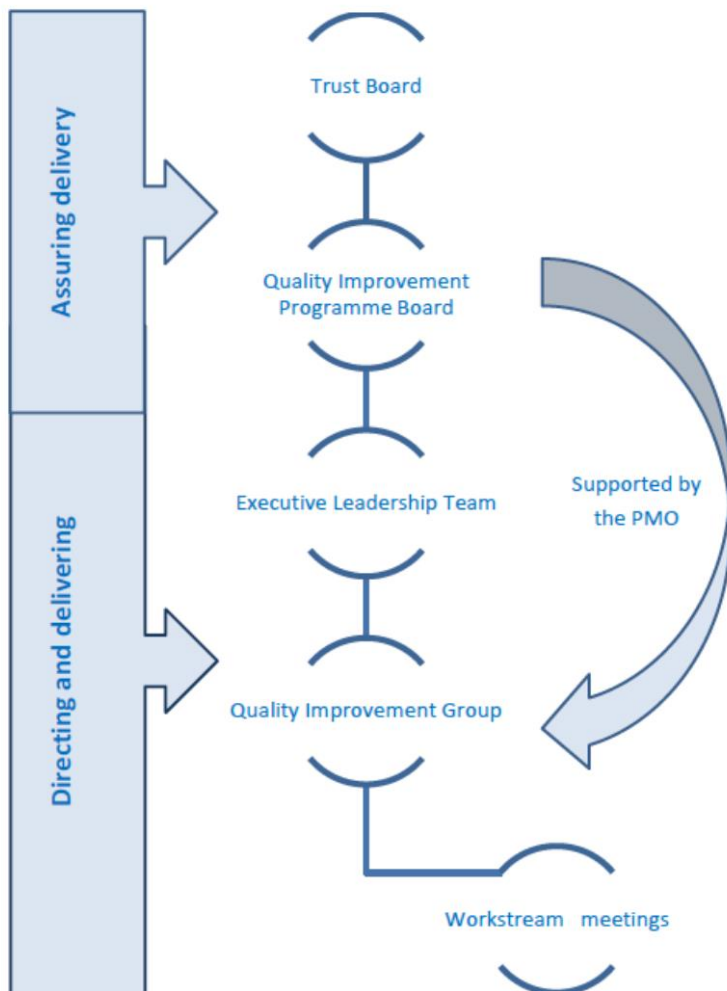 Assuring delivery
Trust Board
Quality Improvement
Programme Board
Executive Leadership Team
Supported by
the PMO
Directing and delivering
Quality Improvement Group
Workstream meetings